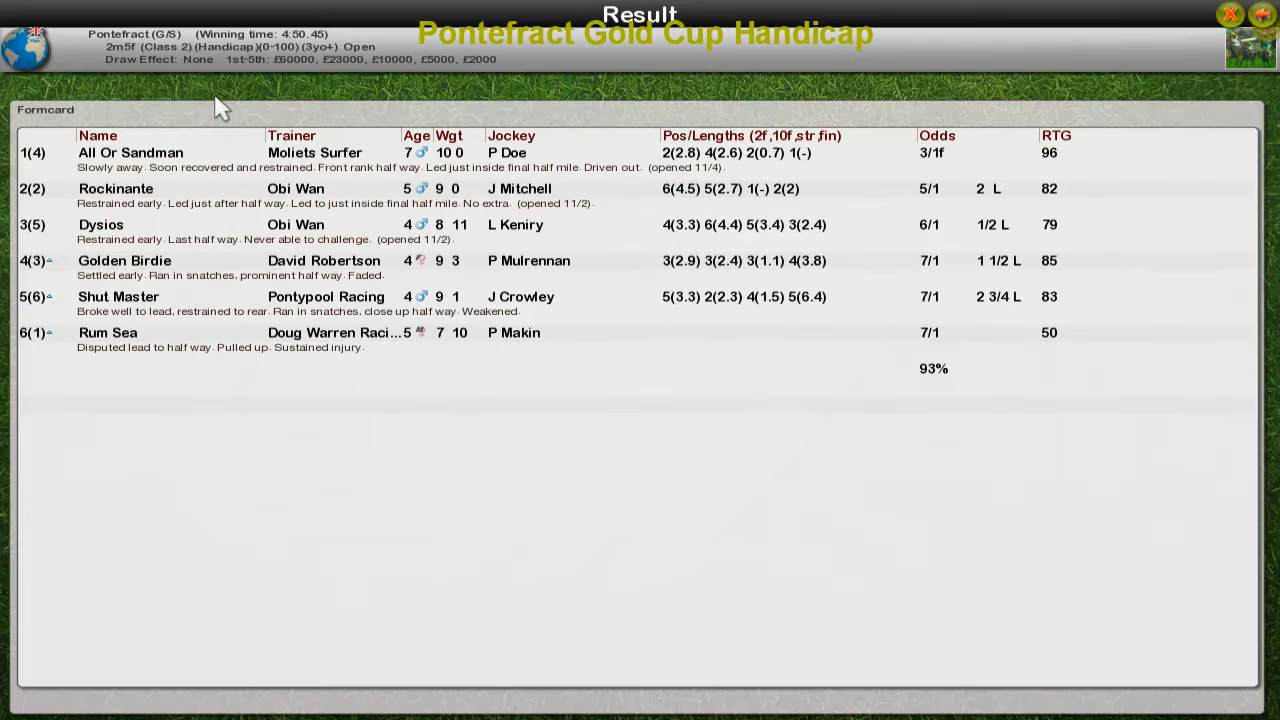 Result
Pontefract Gold Cup Handicap
Pontefract (G/S) (Winning time: 4:50.45)
2m5f (Class 2) (Handicap)(0-100) (3yo+) Open
Draw Effect: None 1st-5th: £60000, £23000, £10000, £5000, £2000
Formcard
Name Trainer Age Wgt Jockey Pos/Lengths (2f,10f,str,fin) Odds RTG
1(4) All Or Sandman Moliets Surfer 7 10 0 P Doe 2(2.8) 4(2.6) 2(0.7) 1(-) 3/1f 96
Slowly away. Soon recovered and restrained. Front rank half way. Led just inside final half mile. Driven out. (opened 11/4).
2(2) Rockinante Obi Wan 5 9 0 J Mitchell 6(4.5) 5(2.7) 1(-) 2(2) 5/1 2 L 82
Restrained early. Led just after half way. Led to just inside final half mile. No extra. (opened 11/2).
3(5) Dysios Obi Wan 4 8 11 L Keniry 4(3.3) 6(4.4) 5(3.4) 3(2.4) 6/1 1/2 L 79
Restrained early. Last half way. Never able to challenge. (opened 11/2).
4(3) Golden Birdie David Robertson 4 9 3 P Mulrennan 3(2.9) 3(2.4) 3(1.1) 4(3.8) 7/1 1 1/2 L 85
Settled early. Ran in snatches, prominent half way. Faded.
5(6) Shut Master Pontypool Racing 4 9 1 J Crowley 5(3.3) 2(2.3) 4(1.5) 5(6.4) 7/1 2 3/4 L 83
Broke well to lead, restrained to rear. Ran in snatches, close up half way. Weakened.
6(1) Rum Sea Doug Warren Raci... 5 7 10 P Makin 7/1 50
Disputed lead to half way. Pulled up. Sustained injury.
93%